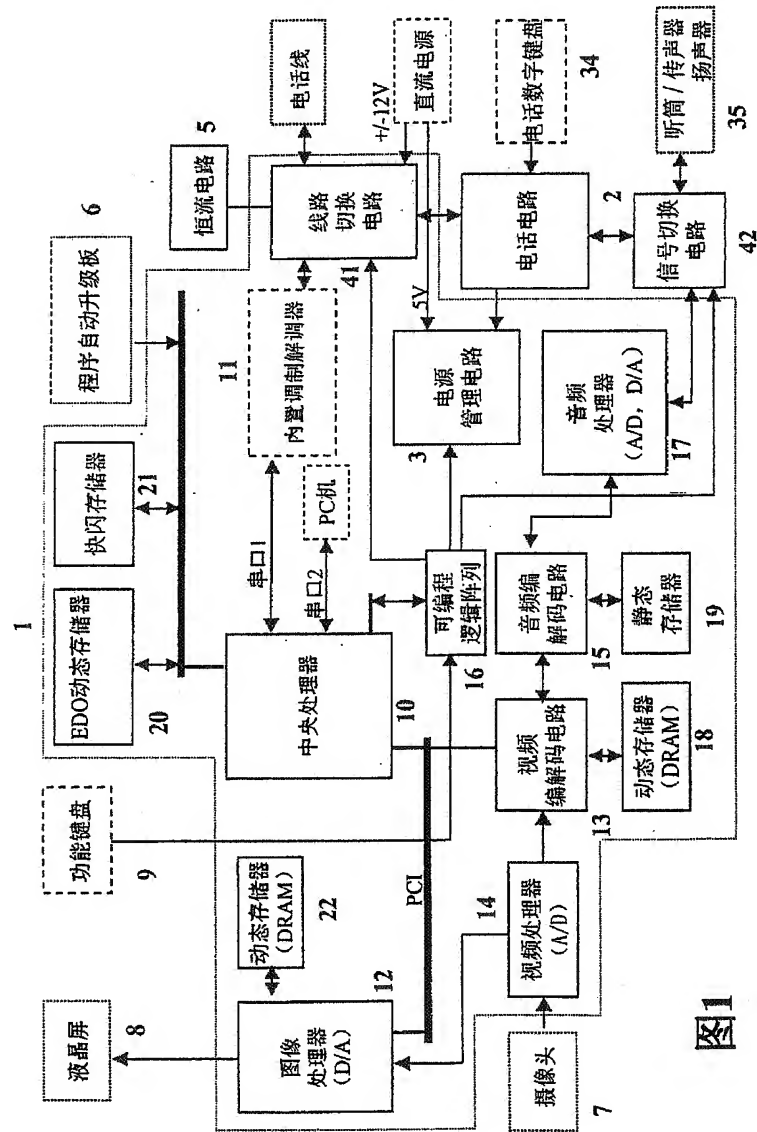 液晶屏
8
功能键盘
9
1
EDO动态存储器
20
快闪存储器
21
程序自动升级板
6
恒流电路
5
电话线
图像
处理器
(D/A)
12
动态存储器
(DRAM)
22
中央处理器
10
串口1
串口2
内置调制解调器
11
PC机
线路
切换
电路
41
+/-12V
直流电源
PCI
可编程
逻辑阵列
16
电源
管理电路
3
5V
电话电路
2
电话数字键盘
34
摄像头
7
视频处理器
(A/D)
14
视频
编解码电路
13
音频编
解码电路
15
音频
处理器
(A/D, D/A)
17
信号切换
电路
42
听筒/传声器
扬声器
35
动态存储器
(DRAM)
18
静态
存储器
19
图1